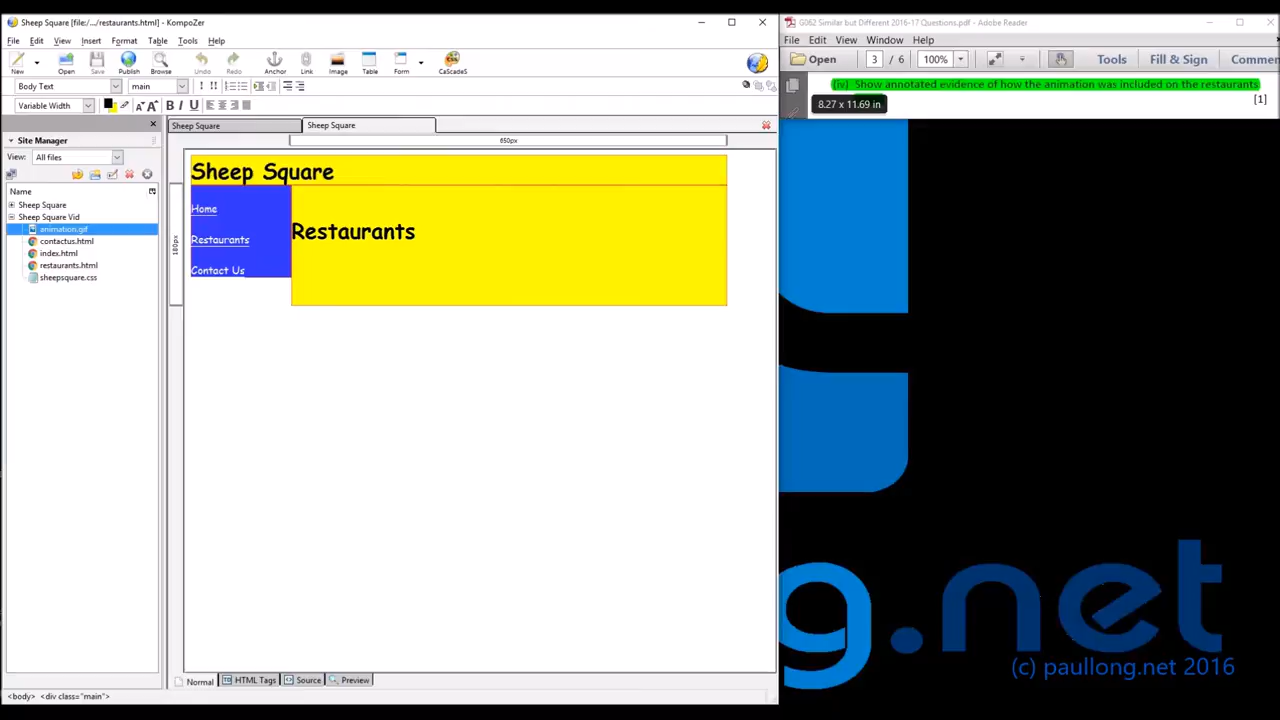 Sheep Square [file:/.../restaurants.html] - KompoZer
File Edit View Insert Format Table Tools Help
New Open Save Publish Browse Undo Redo Anchor Link Image Table Form CaScadeS
Body Text main
Variable Width B I U
Site Manager
View: All files
Name
Sheep Square
Sheep Square Vid
animation.gif
contactus.html
index.html
restaurants.html
sheepsquare.css
Sheep Square Sheep Square
650px
180px
Sheep Square
Home
Restaurants
Contact Us
Restaurants
Normal HTML Tags Source Preview
<body> <div class="main">
G062 Similar but Different 2016-17 Questions.pdf - Adobe Reader
File Edit View Window Help
Open 3 / 6 100% Tools Fill & Sign Commen
(iv) Show annotated evidence of how the animation was included on the restaurants
[1]
8.27 x 11.69 in
g.net
(c) paullong.net 2016